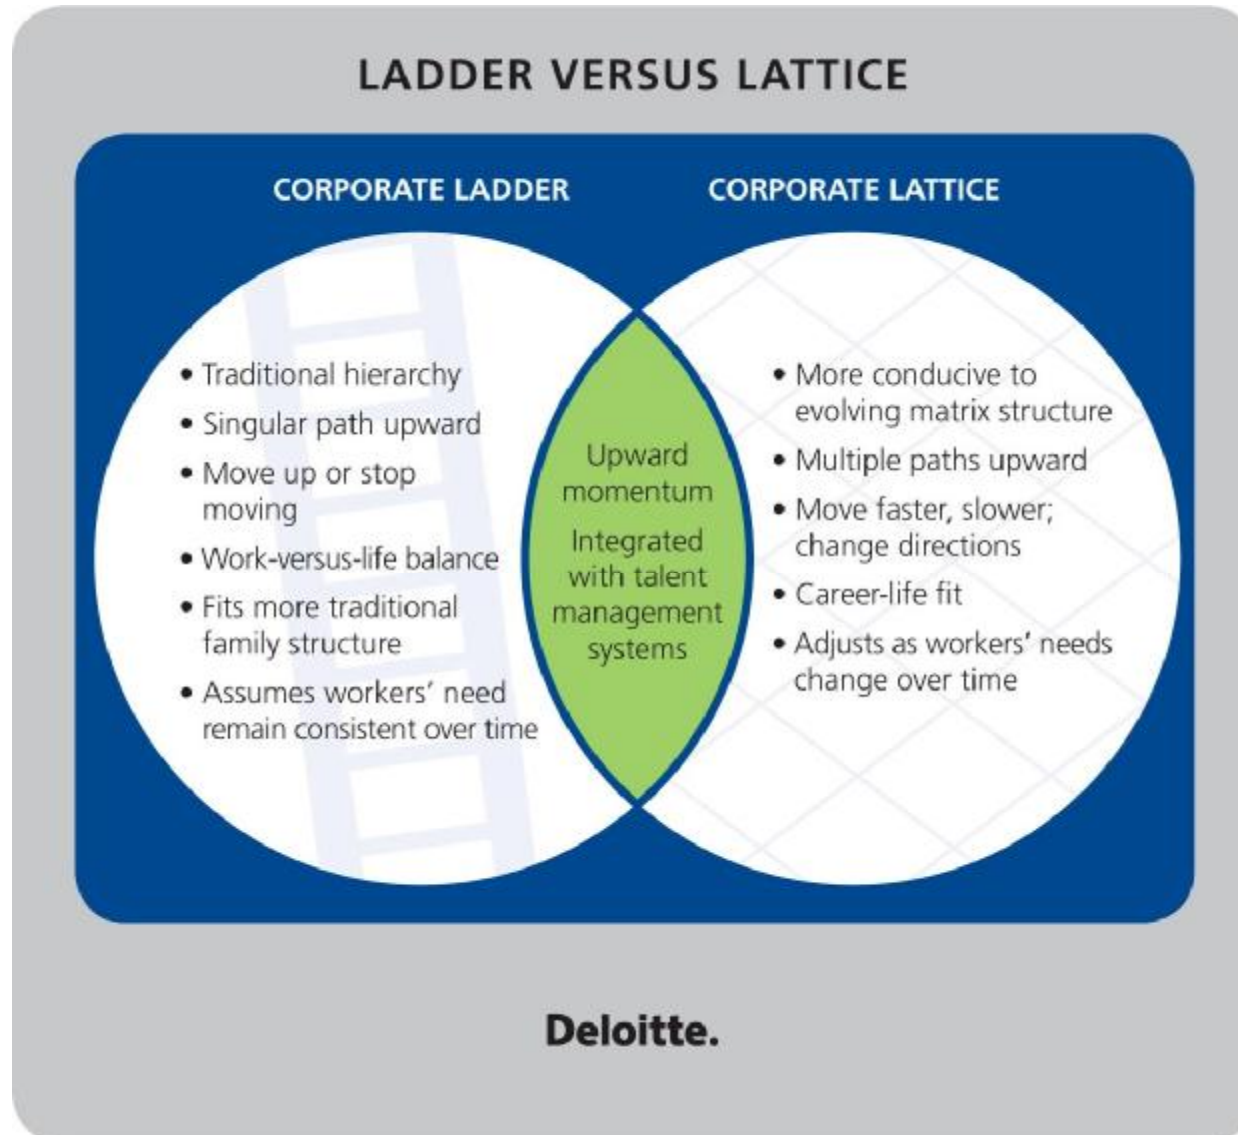 LADDER VERSUS LATTICE
CORPORATE LADDER
• Traditional hierarchy
• Singular path upward
• Move up or stop
moving
• Work-versus-life balance
• Fits more traditional
family structure
• Assumes workers' need
remain consistent over time
Upward
momentum
Integrated
with talent
management
systems
CORPORATE LATTICE
• More conducive to
evolving matrix structure
• Multiple paths upward
• Move faster, slower;
change directions
• Career-life fit
• Adjusts as workers' needs
change over time
Deloitte.